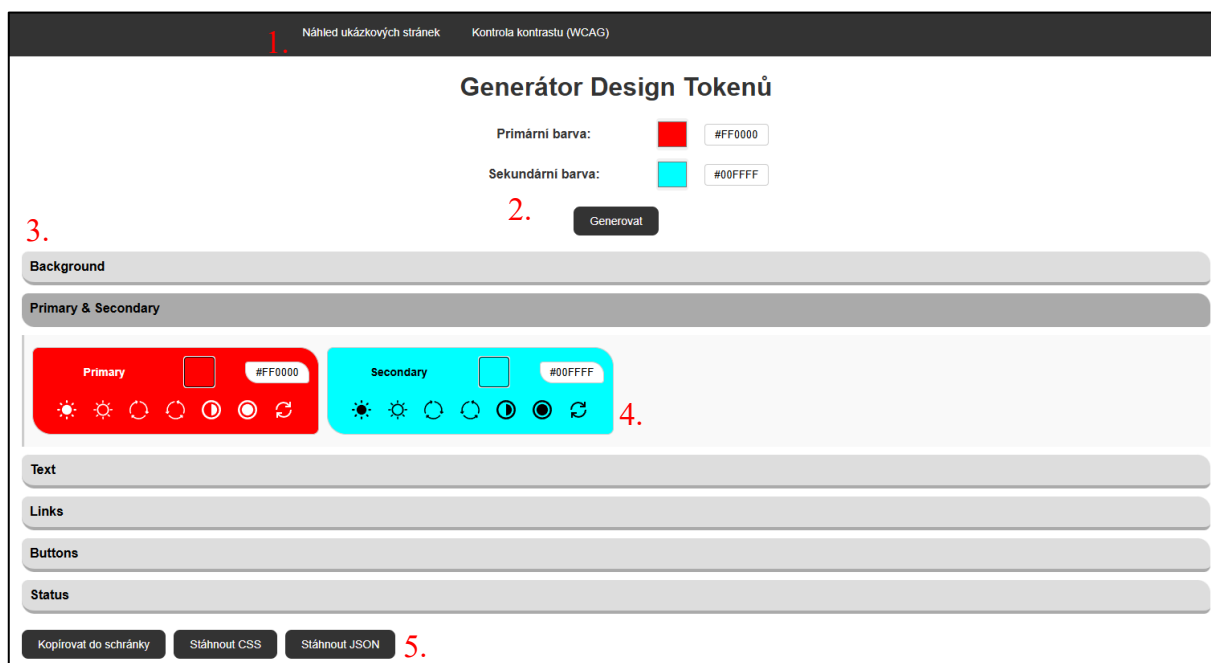 1. Náhled ukázkových stránek Kontrola kontrastu (WCAG)
Generátor Design Tokenů
Primární barva: #FF0000
Sekundární barva: #00FFFF
2. Generovat
3.
Background
Primary & Secondary
Primary #FF0000 Secondary #00FFFF
4.
Text
Links
Buttons
Status
Kopírovat do schránky Stáhnout CSS Stáhnout JSON 5.